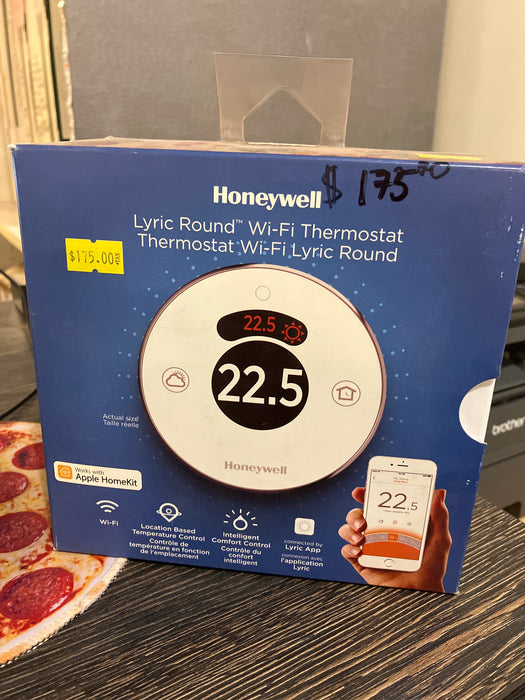 Honeywell
$ 175.00
Lyric Round™ Wi-Fi Thermostat
Thermostat Wi-Fi Lyric Round
$175.00
22.5
22.5
Honeywell
Actual size
Taille réelle
Works with
Apple HomeKit
Wi-Fi
Location Based
Temperature Control
Contrôle de
température en fonction
de l'emplacement
Intelligent
Comfort Control
Contrôle du
confort
intelligent
connected by
Lyric App
connexion avec
l'application
Lyric
22.5
brother